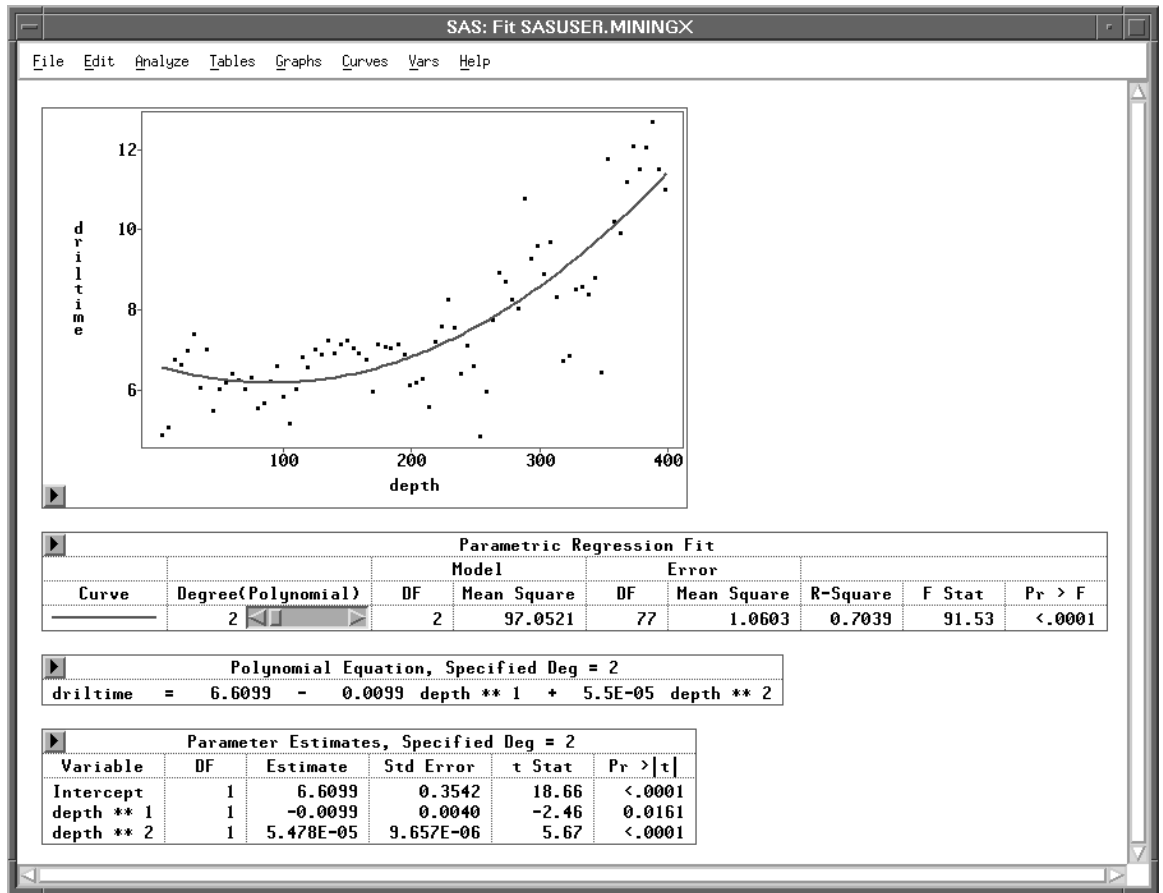 SAS: Fit SASUSER.MININGX
File Edit Analyze Tables Graphs Curves Vars Help
12
10
8
6
driltime
100 200 300 400
depth
Parametric Regression Fit
Model Error
Curve Degree(Polynomial) DF Mean Square DF Mean Square R-Square F Stat Pr > F
2 2 97.0521 77 1.0603 0.7039 91.53 <.0001
Polynomial Equation, Specified Deg = 2
driltime = 6.6099 - 0.0099 depth ** 1 + 5.5E-05 depth ** 2
Parameter Estimates, Specified Deg = 2
Variable DF Estimate Std Error t Stat Pr >|t|
Intercept 1 6.6099 0.3542 18.66 <.0001
depth ** 1 1 -0.0099 0.0040 -2.46 0.0161
depth ** 2 1 5.478E-05 9.657E-06 5.67 <.0001